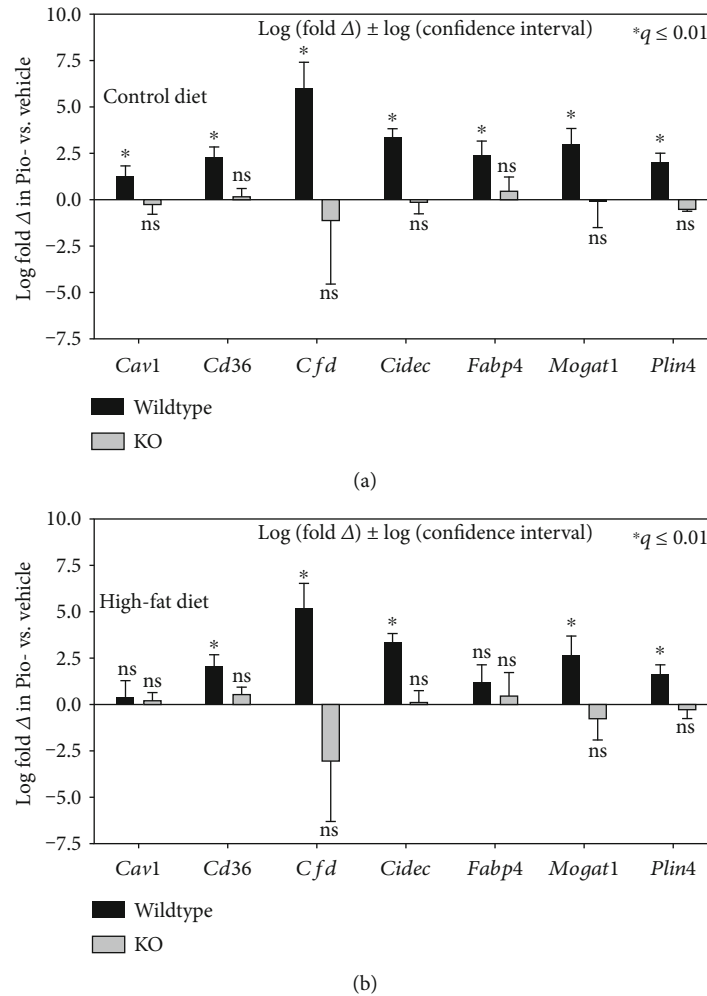 10.0
Log (fold Δ) ± log (confidence interval)
*q ≤ 0.01
*
7.5
Control diet
5.0
*
*
*
*
*
*
2.5
ns
ns
0.0
ns
ns
ns
ns
−2.5
ns
−5.0
−7.5
Log fold Δ in Pio- vs. vehicle
Cav1 Cd36 Cfd Cidec Fabp4 Mogat1 Plin4
Wildtype
KO
(a)
10.0
Log (fold Δ) ± log (confidence interval)
*q ≤ 0.01
*
7.5
High-fat diet
5.0
*
*
*
*
2.5
ns ns
ns
ns
ns ns
0.0
ns
ns
−2.5
−5.0
ns
−7.5
Log fold Δ in Pio- vs. vehicle
Cav1 Cd36 Cfd Cidec Fabp4 Mogat1 Plin4
Wildtype
KO
(b)